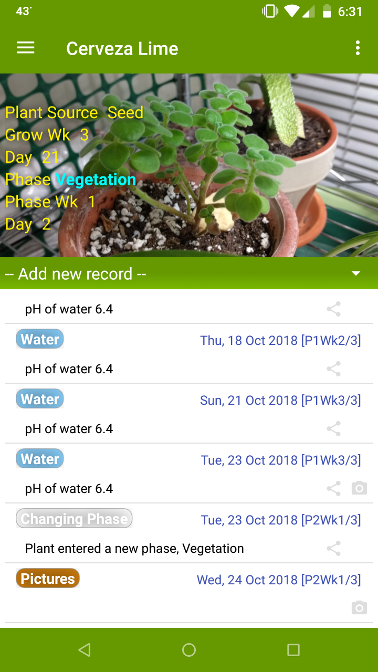 43°
6:31
Cerveza Lime
Plant Source Seed
Grow Wk 3
Day 21
Phase Vegetation
Phase Wk 1
Day 2
-- Add new record --
pH of water 6.4
Water Thu, 18 Oct 2018 [P1Wk2/3]
pH of water 6.4
Water Sun, 21 Oct 2018 [P1Wk3/3]
pH of water 6.4
Water Tue, 23 Oct 2018 [P1Wk3/3]
pH of water 6.4
Changing Phase Tue, 23 Oct 2018 [P2Wk1/3]
Plant entered a new phase, Vegetation
Pictures Wed, 24 Oct 2018 [P2Wk1/3]